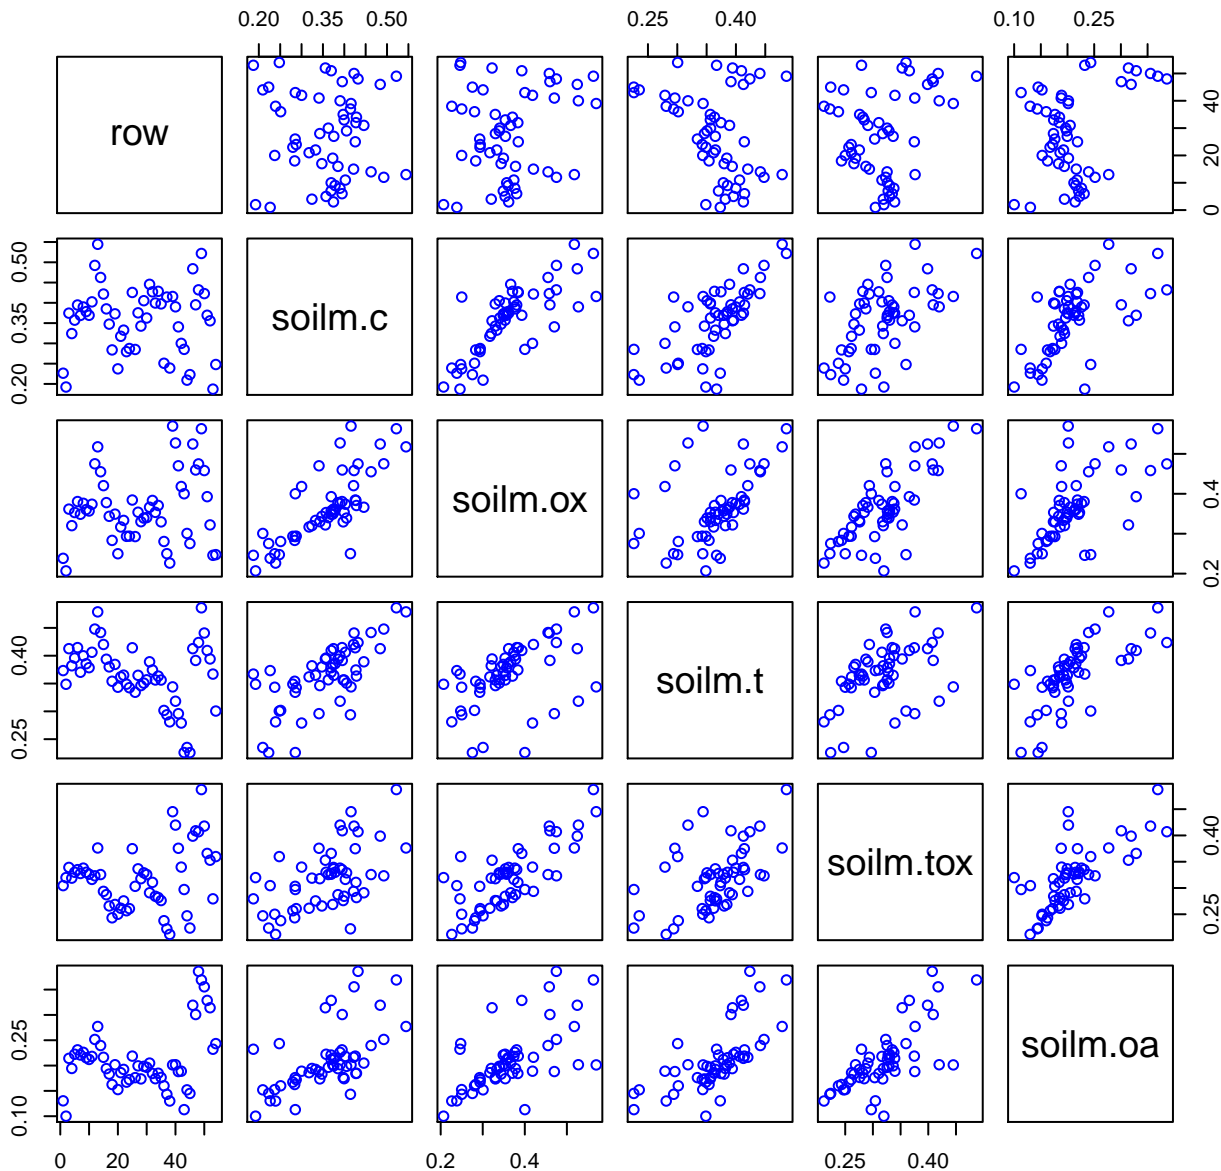 0.20 0.35 0.50 0.25 0.40 0.10 0.25
row 0 20 40
0.20 0.35 0.50 soilm.c
soilm.ox 0.2 0.4
0.25 0.40 soilm.t
soilm.tox 0.25 0.40
0.10 0.25 soilm.oa
0 20 40 0.2 0.4 0.25 0.40